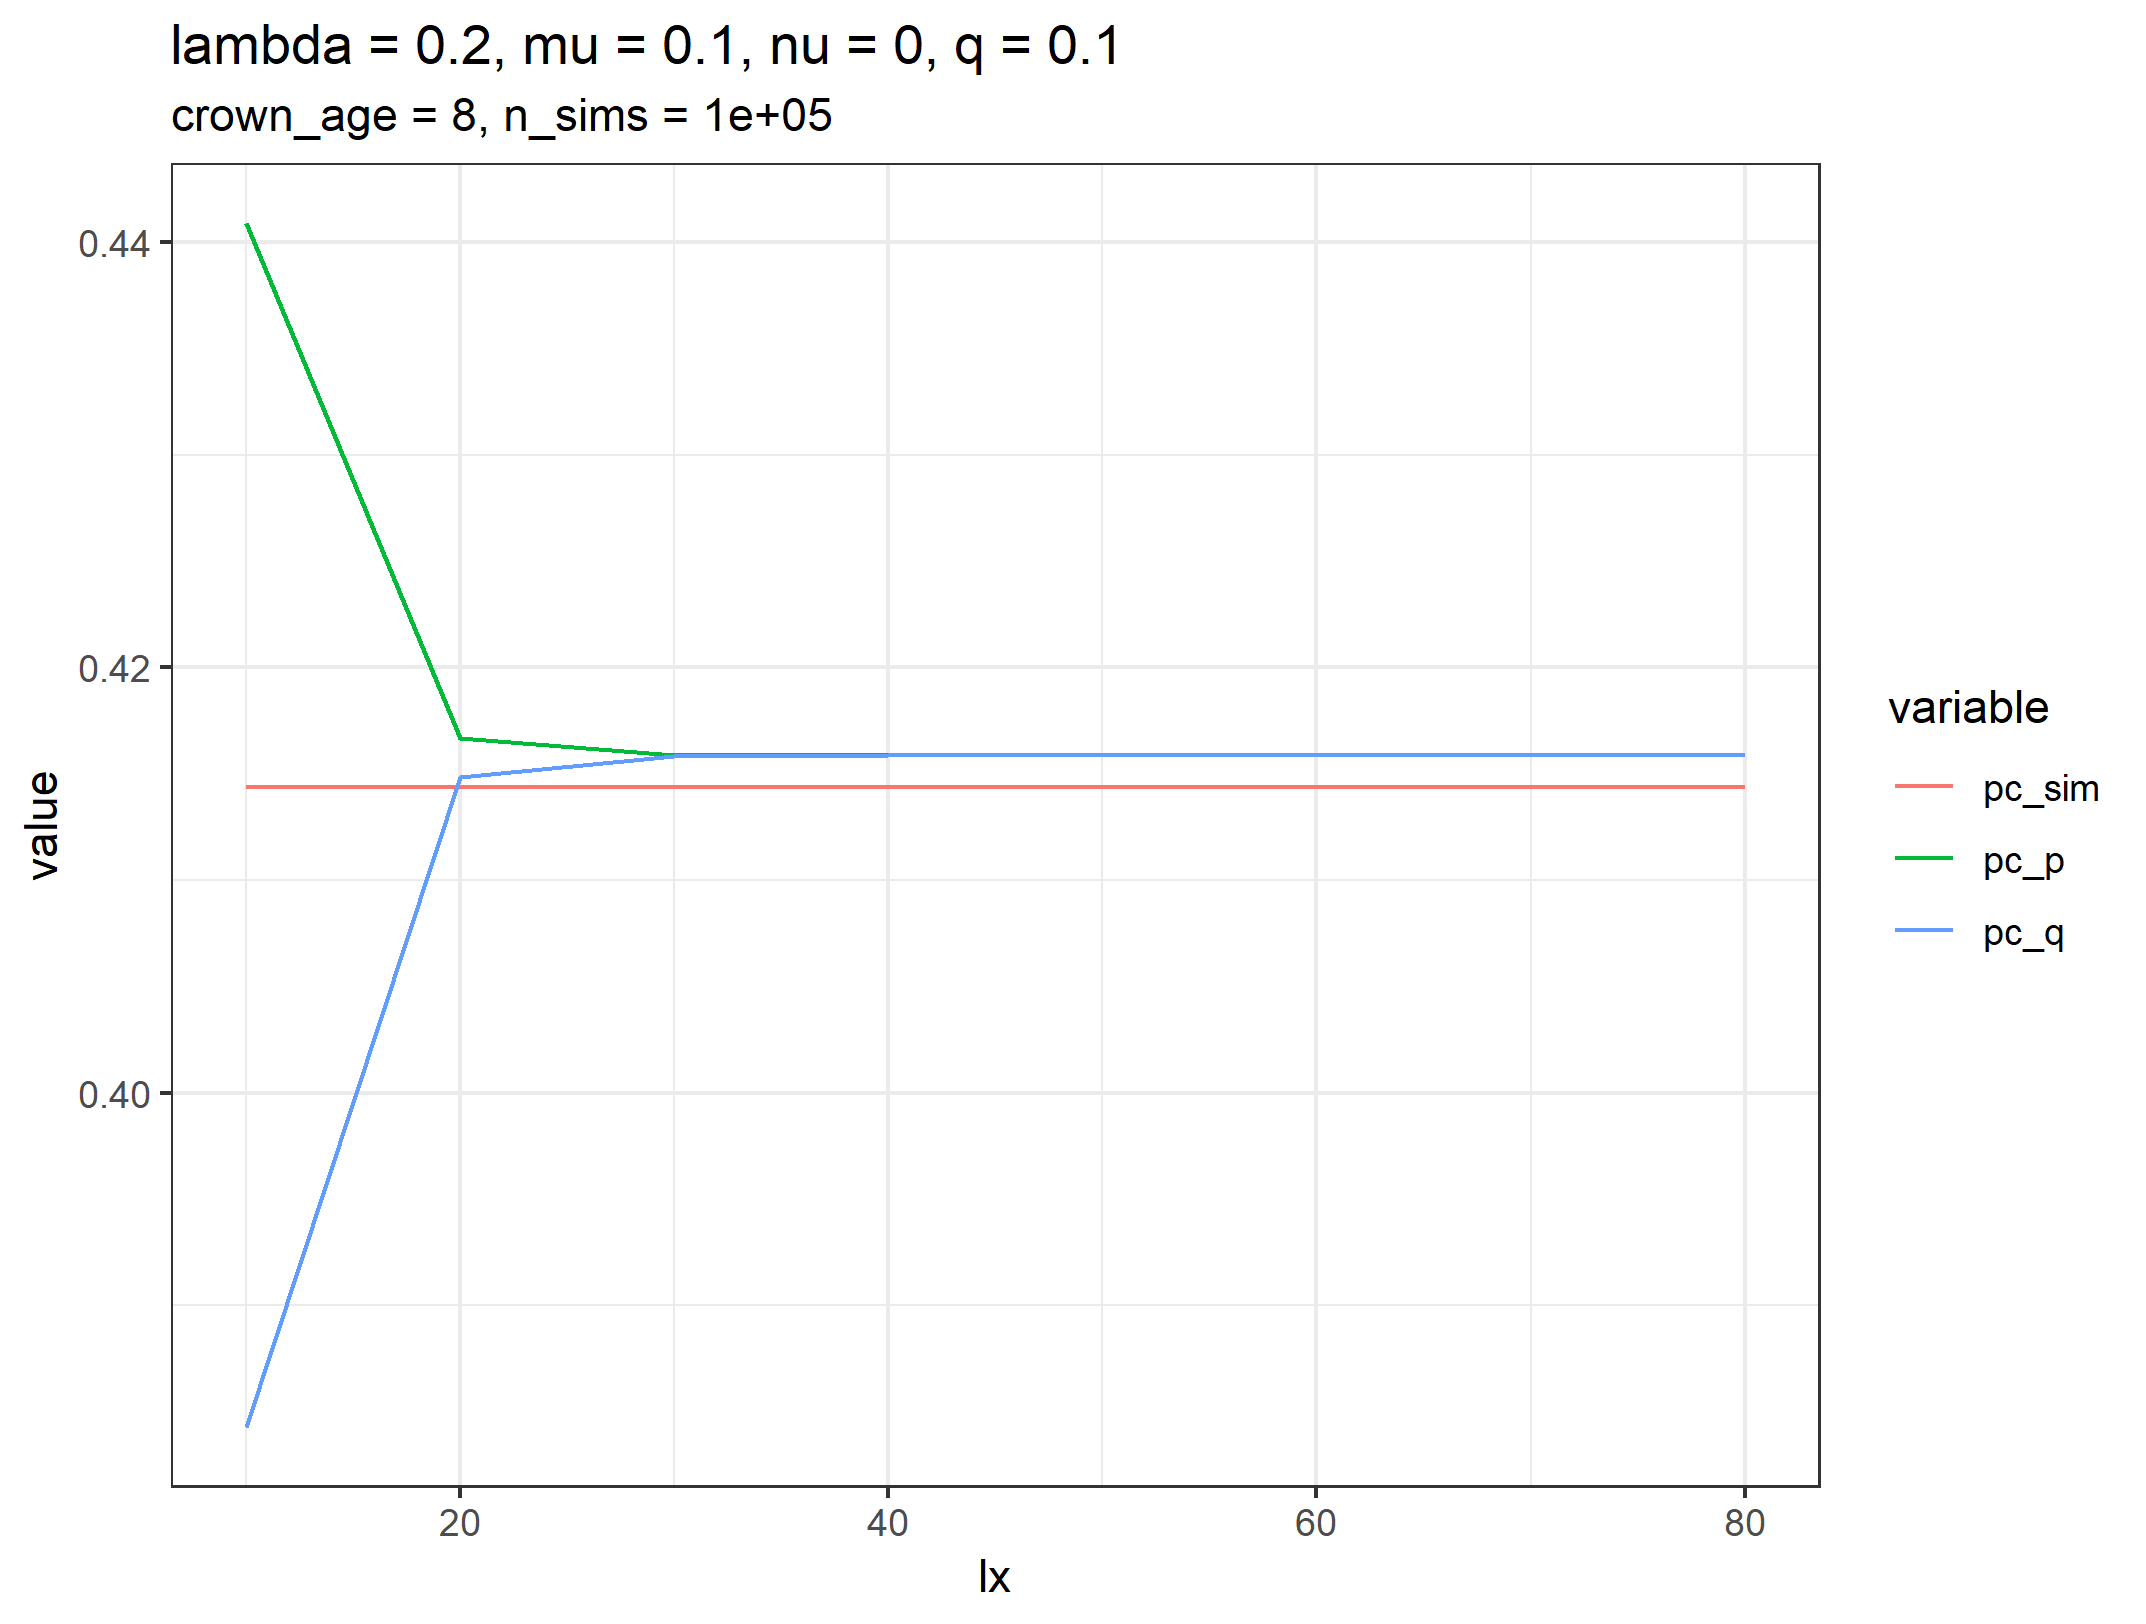 lambda = 0.2, mu = 0.1, nu = 0, q = 0.1
crown_age = 8, n_sims = 1e+05
0.44
0.42
0.40
value
20
40
60
80
lx
variable
pc_sim
pc_p
pc_q